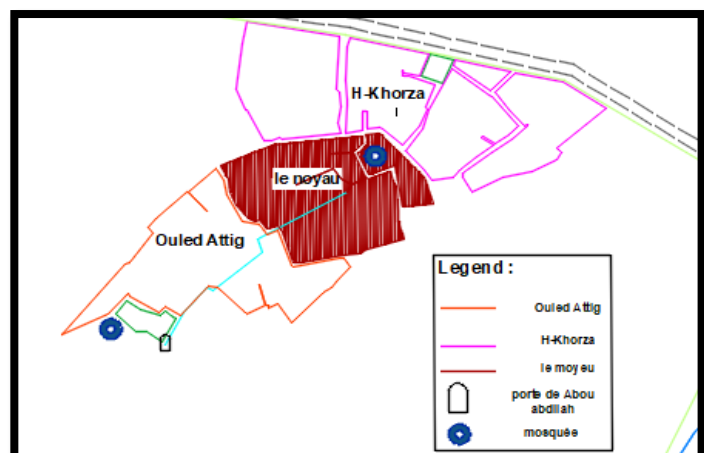 H-Khorza
le noyau
Ouled Attig
Legend :
Ouled Attig
H-Khorza
le moyeu
porte de Abou
abdllah
mosquée